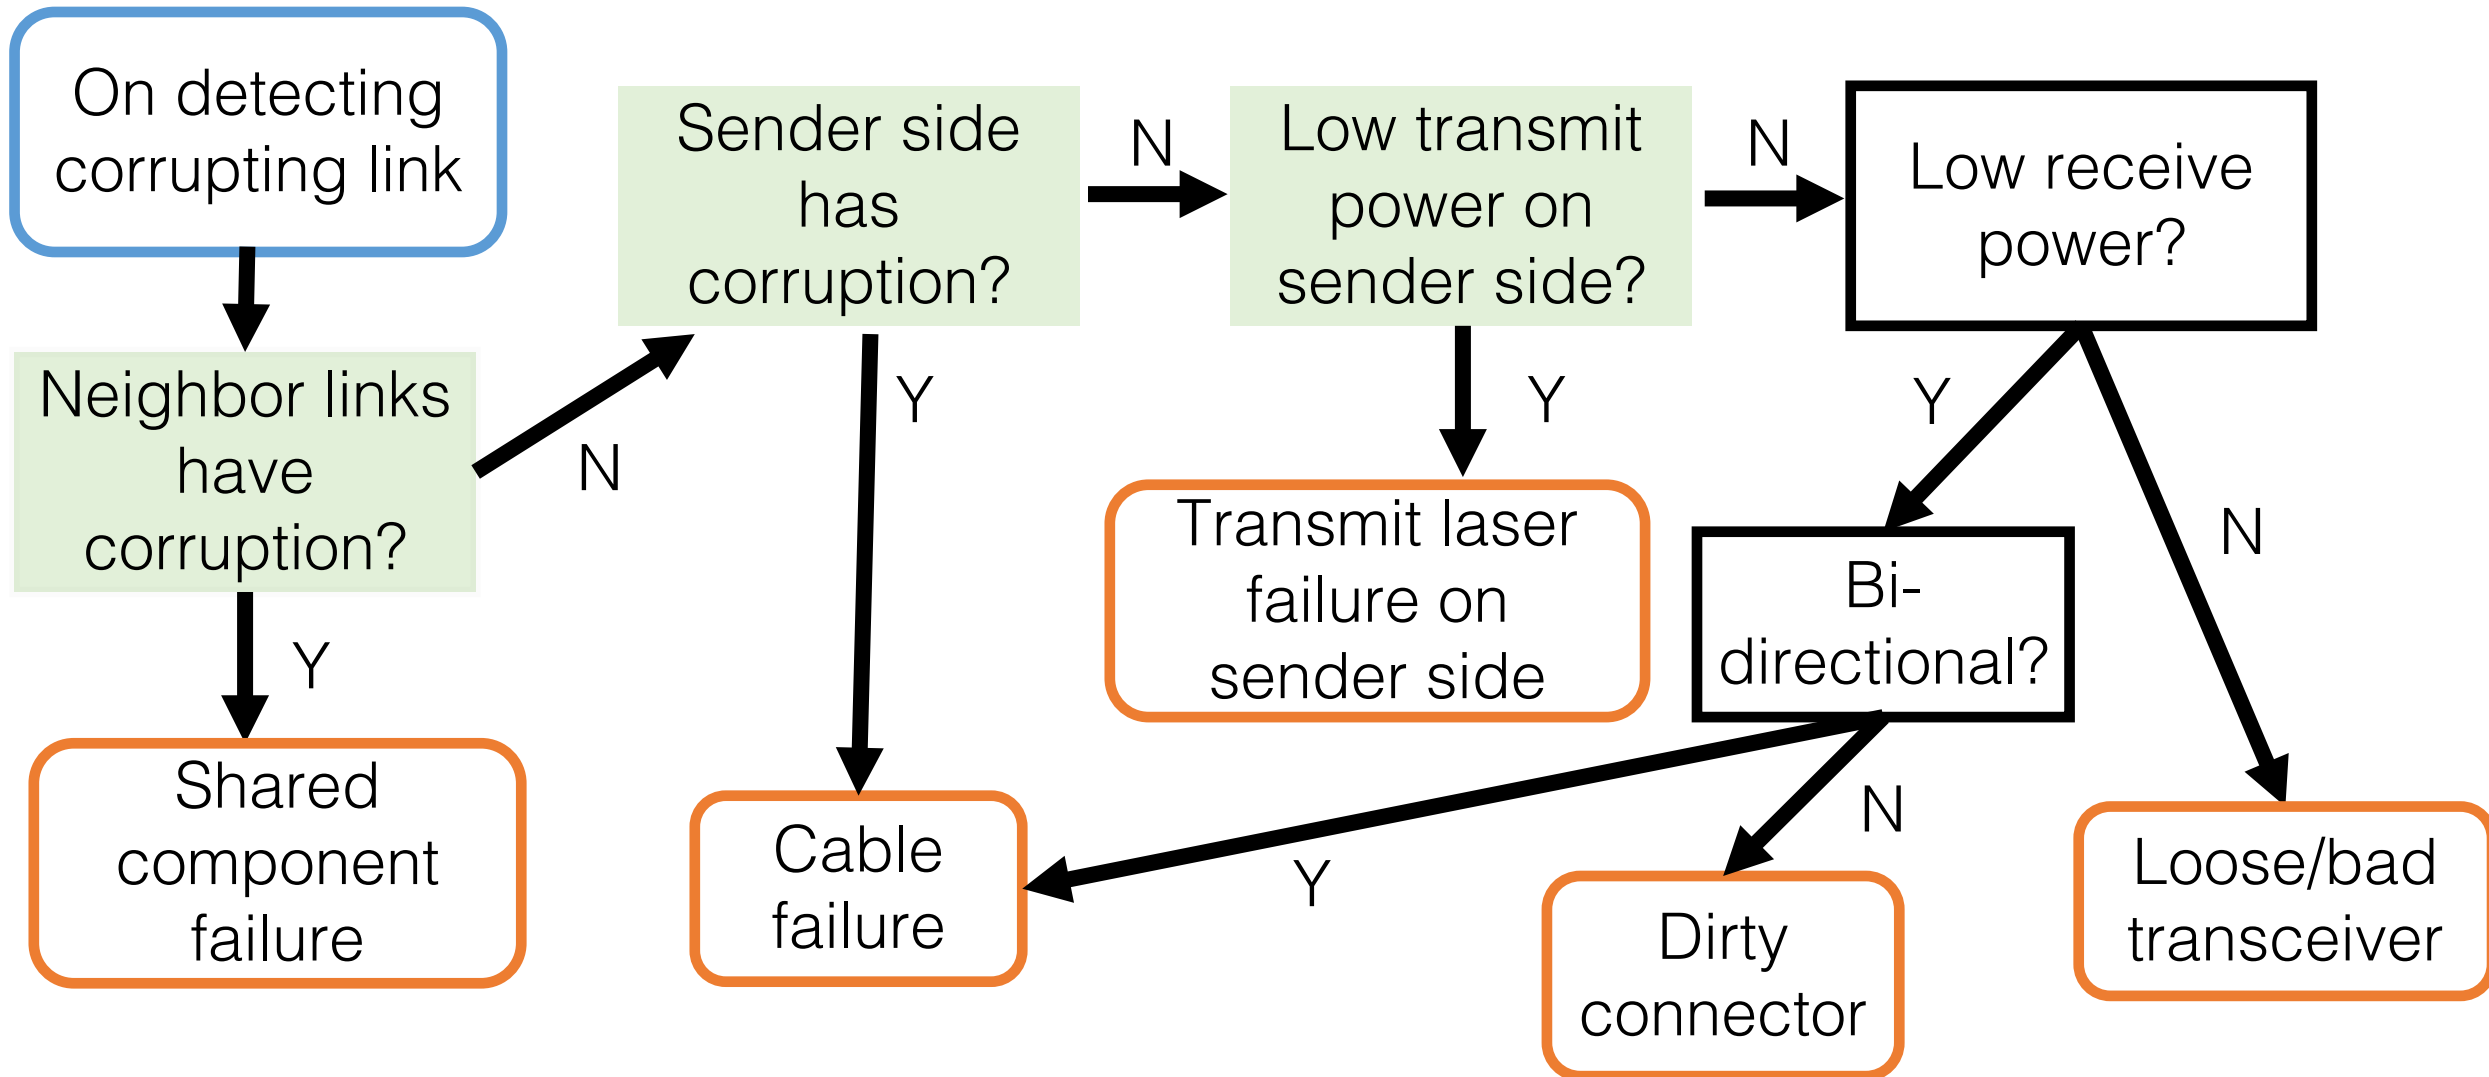 On detecting
corrupting link
Neighbor links
have
corruption?
N
Y
Shared
component
failure
Sender side
has
corruption?
N
Y
Cable
failure
Low transmit
power on
sender side?
N
Y
Transmit laser
failure on
sender side
Low receive
power?
Y
N
Bi-
directional?
Y
N
Dirty
connector
Loose/bad
transceiver